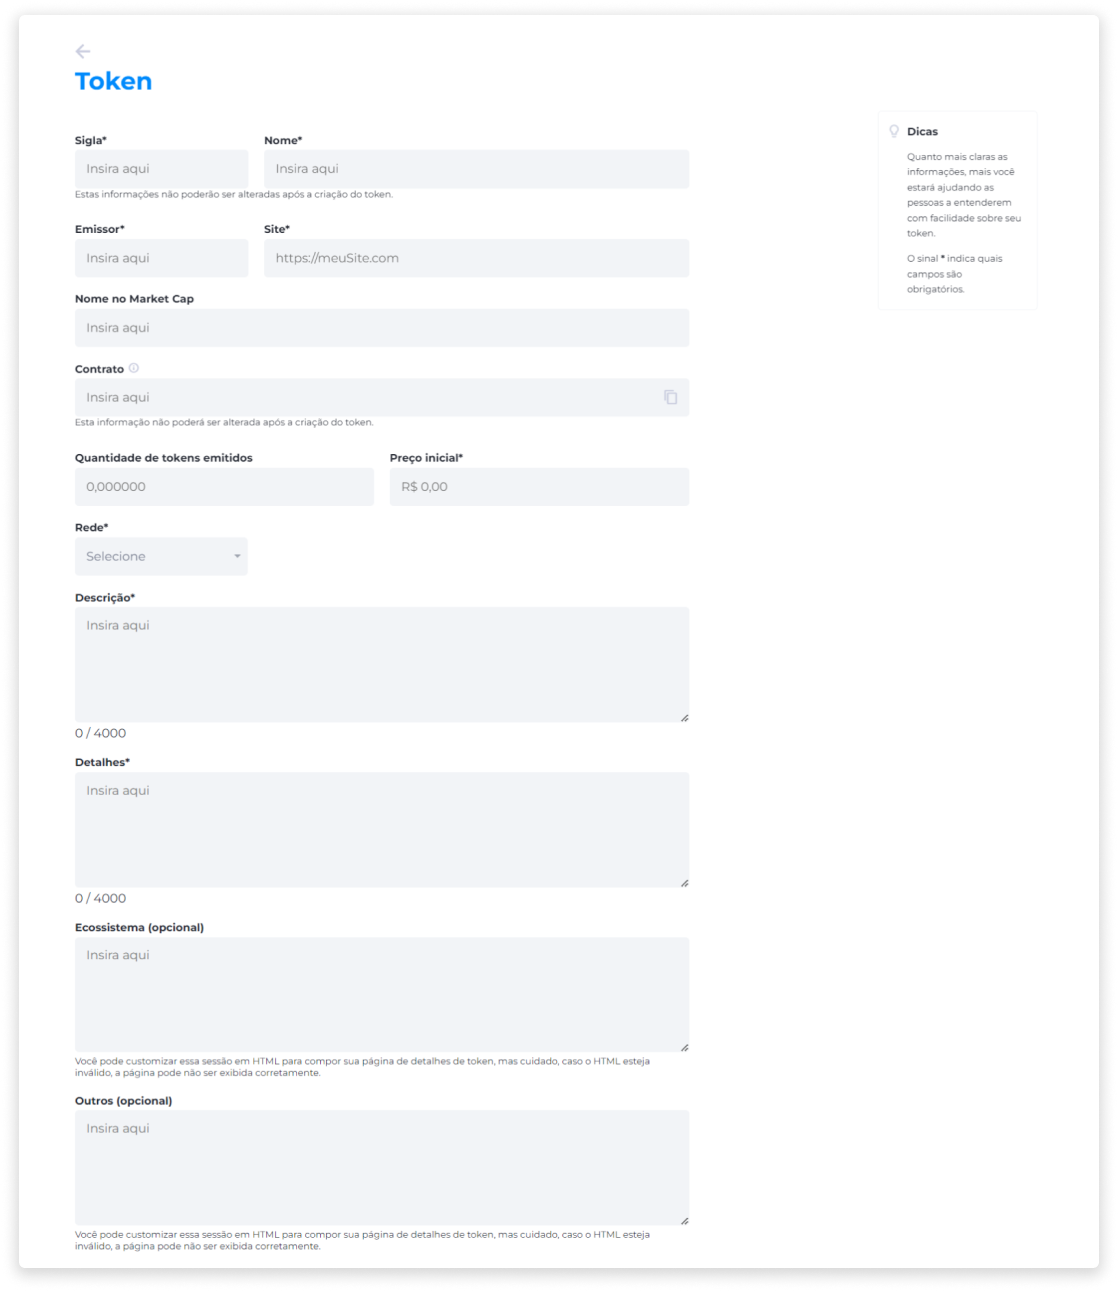 Token
Sigla*
Nome*
Insira aqui
Insira aqui
Estas informações não poderão ser alteradas após a criação do token.
Emissor*
Site*
Insira aqui
https://meuSite.com
Nome no Market Cap
Insira aqui
Contrato
Insira aqui
Esta informação não poderá ser alterada após a criação do token.
Quantidade de tokens emitidos
Preço inicial*
0,000000
R$ 0,00
Rede*
Selecione
Descrição*
Insira aqui
0 / 4000
Detalhes*
Insira aqui
0 / 4000
Ecossistema (opcional)
Insira aqui
Você pode customizar essa sessão em HTML para compor sua página de detalhes de token, mas cuidado, caso o HTML esteja
inválido, a página pode não ser exibida corretamente.
Outros (opcional)
Insira aqui
Você pode customizar essa sessão em HTML para compor sua página de detalhes de token, mas cuidado, caso o HTML esteja
inválido, a página pode não ser exibida corretamente.
Dicas
Quanto mais claras as
informações, mais você
estará ajudando as
pessoas a entenderem
com facilidade sobre seu
token.
O sinal * indica quais
campos são
obrigatórios.